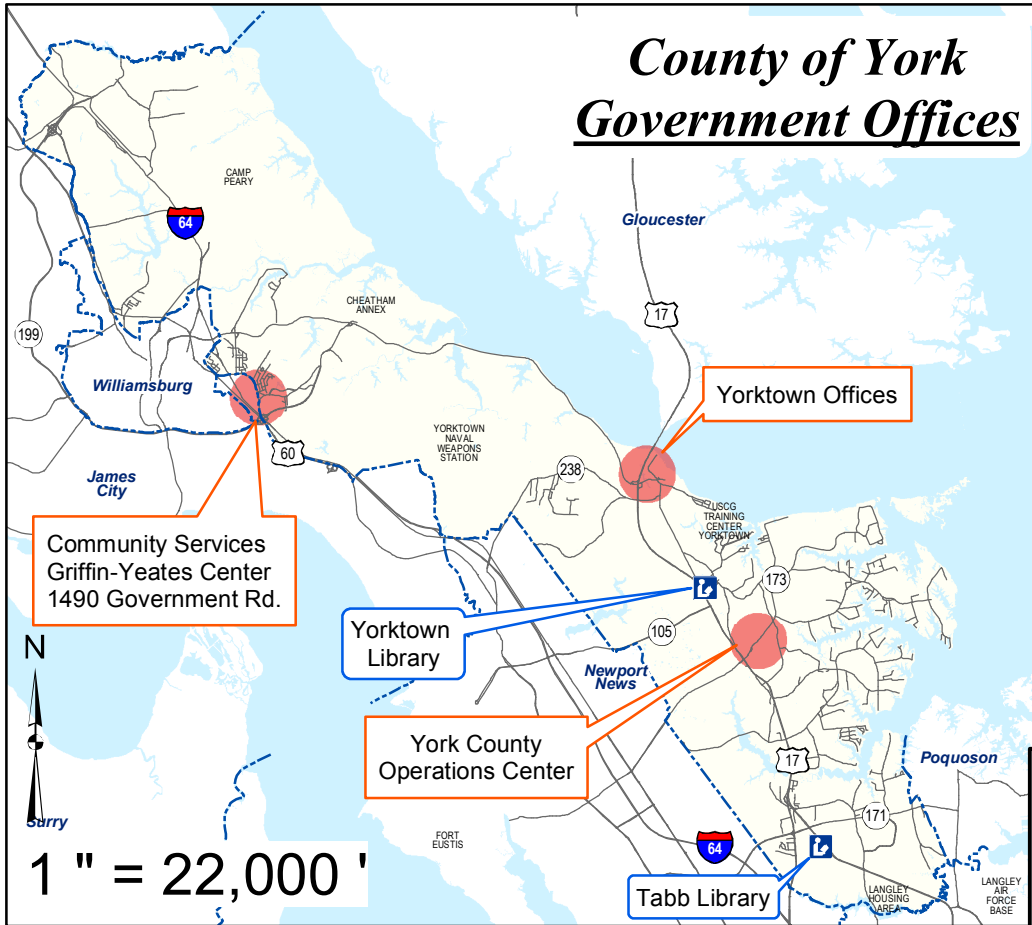 County of York
Government Offices
CAMP
PEARY
64
Gloucester
CHEATHAM
ANNEX
17
199
Williamsburg
Yorktown Offices
YORKTOWN
NAVAL
WEAPONS
STATION
60
238
James
City
USCG
TRAINING
CENTER
YORKTOWN
Community Services
Griffin-Yeates Center
1490 Government Rd.
173
Yorktown
Library
105
N
Newport
News
York County
Operations Center
17
Poquoson
Surry
171
FORT
EUSTIS
64
1 " = 22,000 '
Tabb Library
LANGLEY
HOUSING
AREA
LANGLEY
AIR
FORCE
BASE